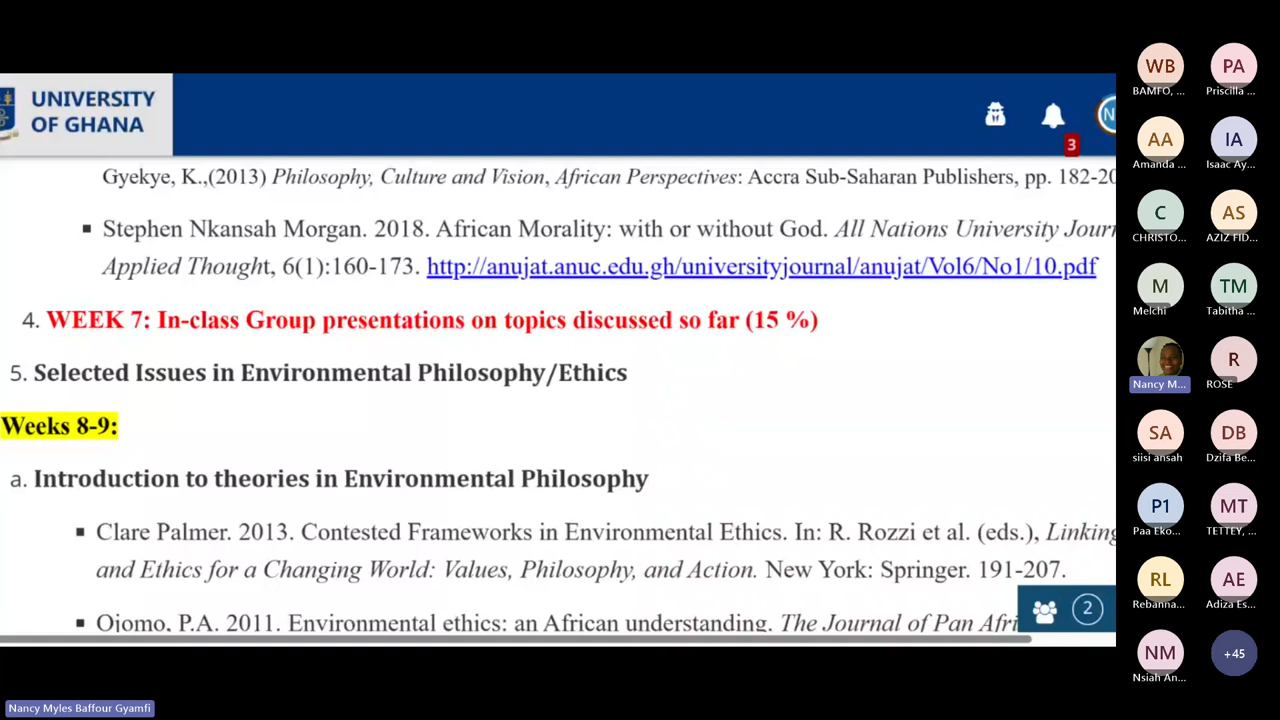 UNIVERSITY
OF GHANA
3
Gyekye, K.,(2013) Philosophy, Culture and Vision, African Perspectives: Accra Sub-Saharan Publishers, pp. 182-20
▪ Stephen Nkansah Morgan. 2018. African Morality: with or without God. All Nations University Jour
Applied Thought, 6(1):160-173. http://anujat.anuc.edu.gh/universityjournal/anujat/Vol6/No1/10.pdf
4. WEEK 7: In-class Group presentations on topics discussed so far (15 %)
5. Selected Issues in Environmental Philosophy/Ethics
Weeks 8-9:
a. Introduction to theories in Environmental Philosophy
▪ Clare Palmer. 2013. Contested Frameworks in Environmental Ethics. In: R. Rozzi et al. (eds.), Linking
and Ethics for a Changing World: Values, Philosophy, and Action. New York: Springer. 191-207.
▪ Ojomo, P.A. 2011. Environmental ethics: an African understanding. The Journal of Pan Afri
2
WB PA
BAMFO, ... Priscilla ...
AA IA
Amanda ... Isaac Ay...
C AS
CHRISTO... AZIZ FID...
M TM
Melchi Tabitha ...
R
Nancy M... ROSE
SA DB
siisi ansah Dzifa Be...
P1 MT
Paa Eko... TETTEY, ...
RL AE
Rebanna... Adiza Es...
NM +45
Nsiah An...
Nancy Myles Baffour Gyamfi